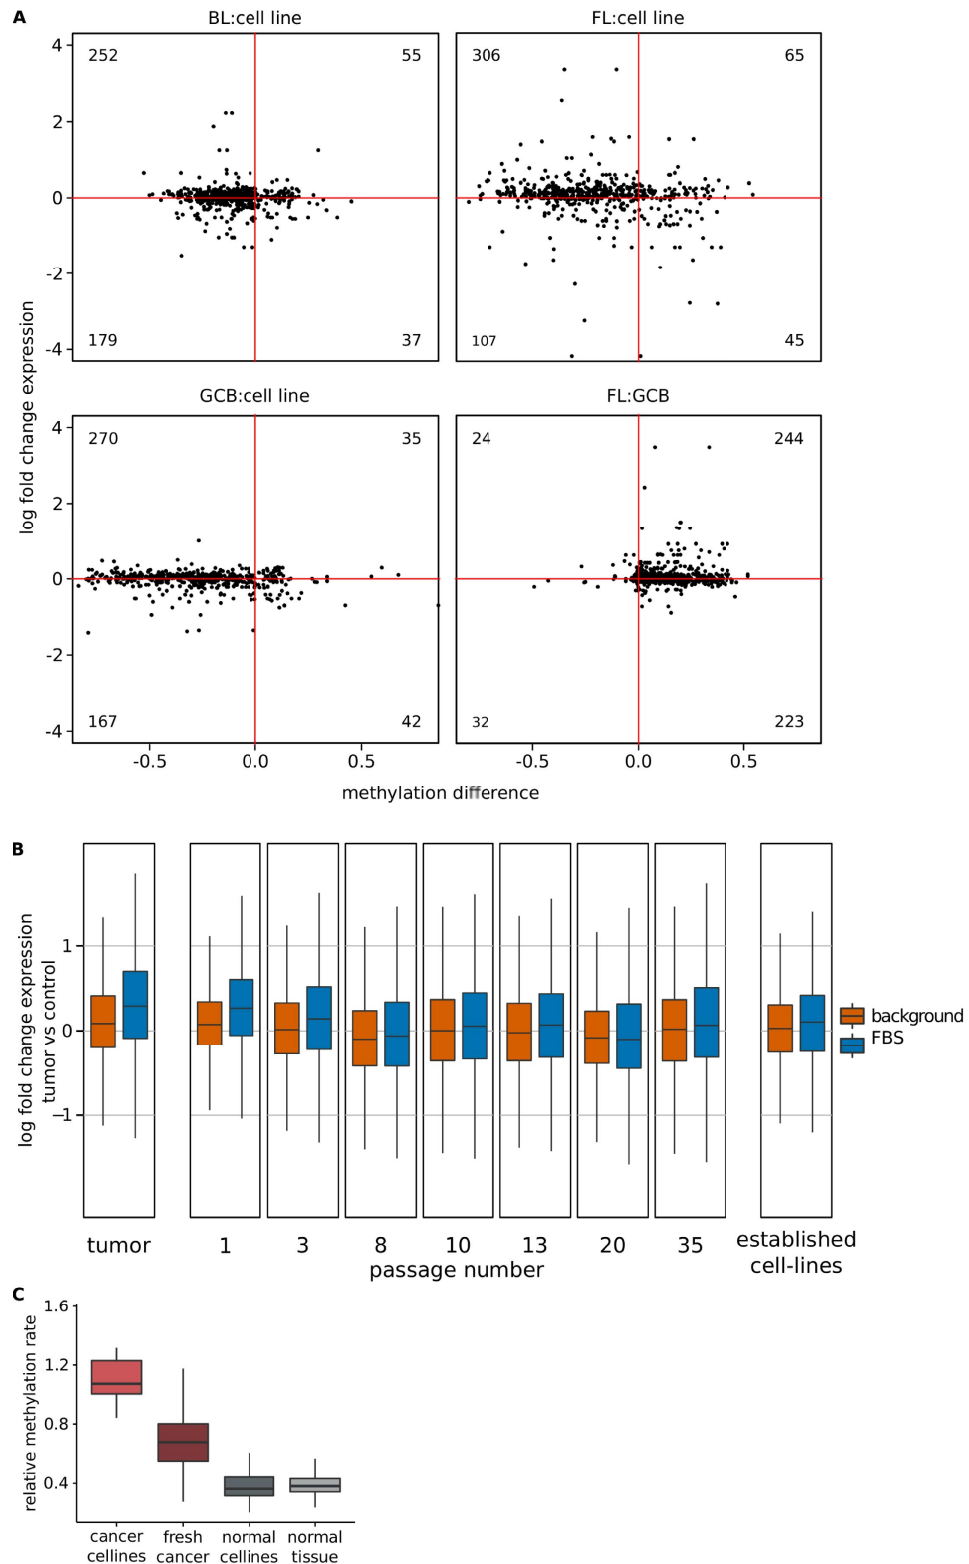 A
BL:cell line
FL:cell line
252
55
306
65
4
2
0
-2
-4
179
37
107
45
log fold change expression
GCB:cell line
FL:GCB
270
35
24
244
4
2
0
-2
-4
167
42
32
223
-0.5
0.0
0.5
-0.5
0.0
0.5
methylation difference
B
log fold change expression
tumor vs control
1
0
−1
background
FBS
tumor
1
3
8
10
13
20
35
established
cell-lines
passage number
C
relative methylation rate
1.6
1.2
0.8
0.4
cancer
cellines
fresh
cancer
normal
cellines
normal
tissue